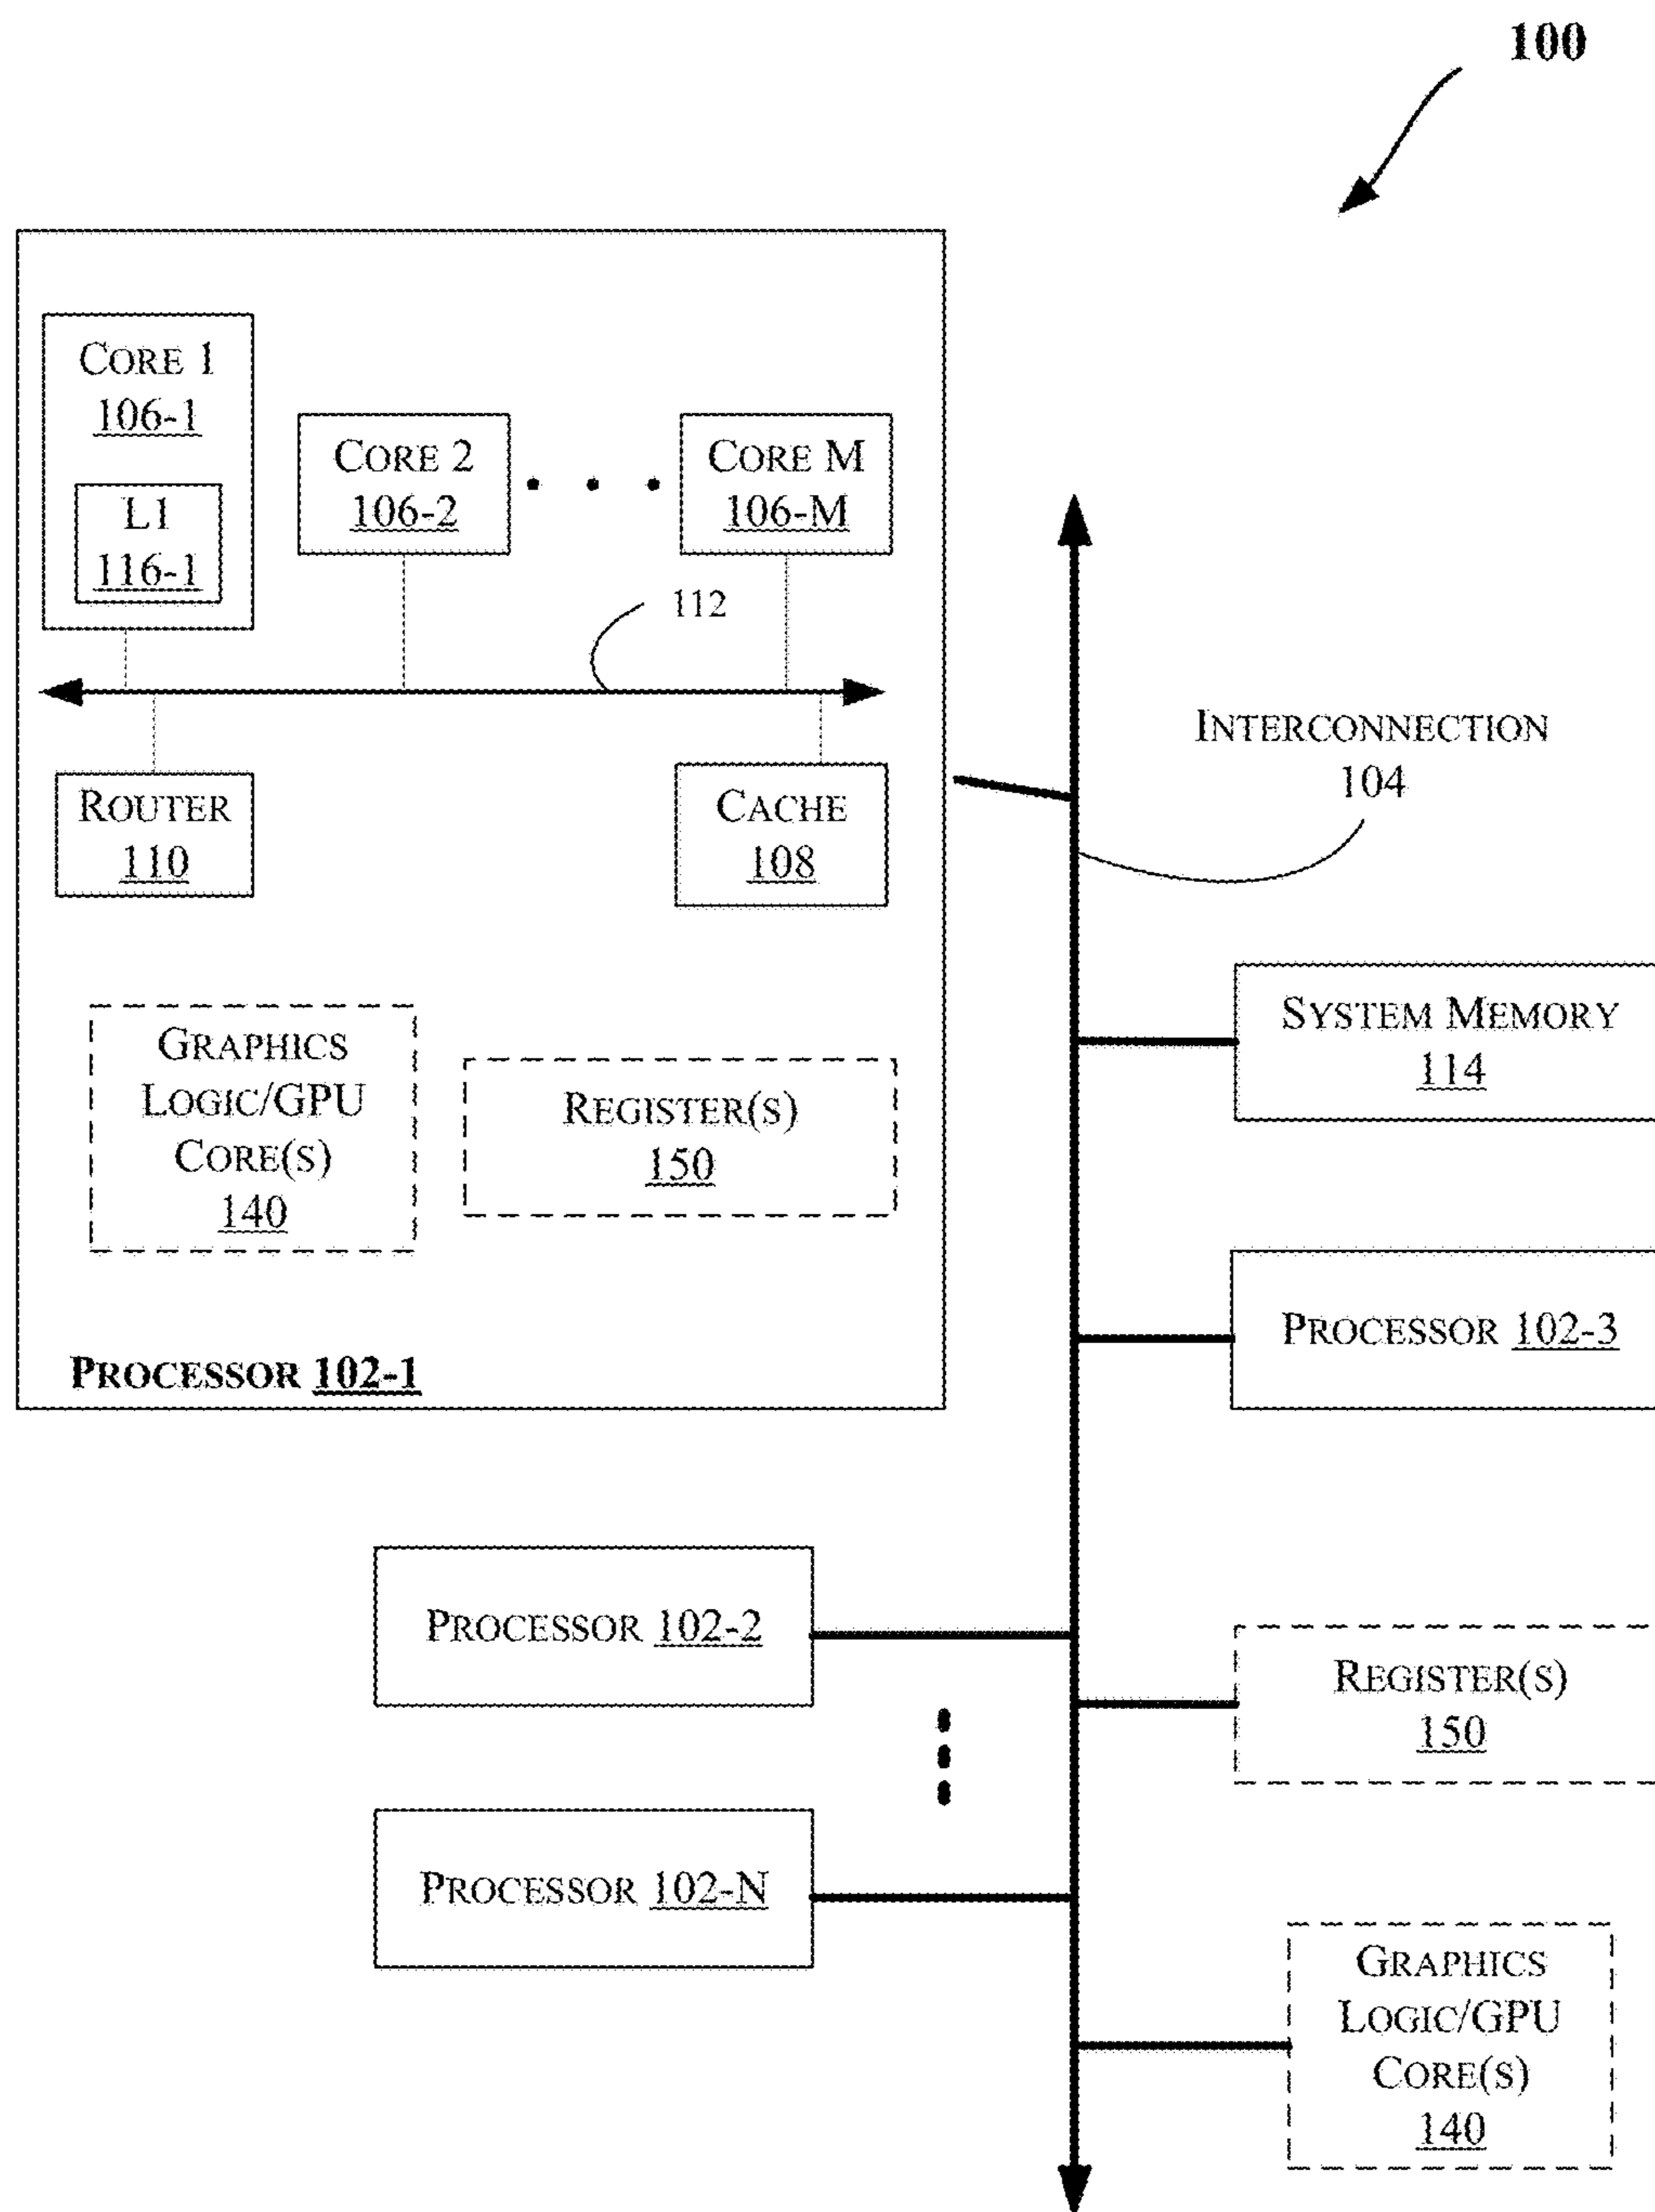 100
CORE 1
106-1
L1
116-1
CORE 2
106-2
CORE M
106-M
112
ROUTER
110
CACHE
108
GRAPHICS
LOGIC/GPU
CORE(S)
140
REGISTER(S)
150
PROCESSOR 102-1
INTERCONNECTION
104
SYSTEM MEMORY
114
PROCESSOR 102-3
PROCESSOR 102-2
REGISTER(S)
150
PROCESSOR 102-N
GRAPHICS
LOGIC/GPU
CORE(S)
140